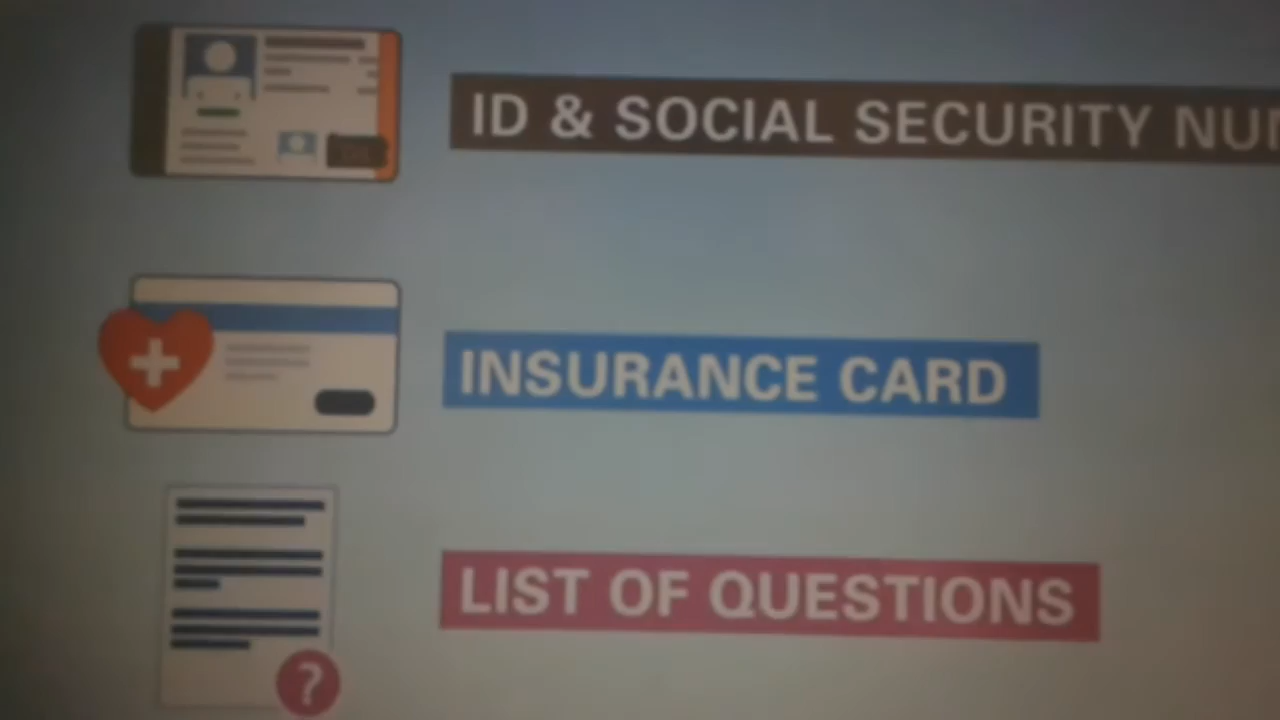 ID & SOCIAL SECURITY
INSURANCE CARD
LIST OF QUESTIONS
?